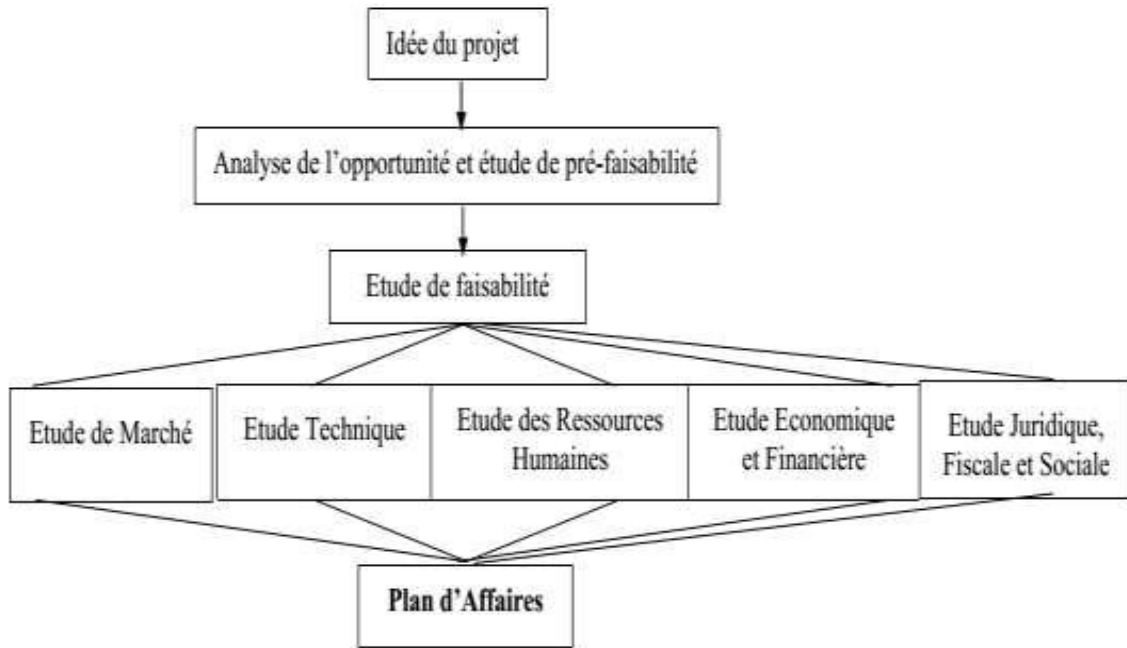 Idée du projet
Analyse de l'opportunité et étude de pré-faisabilité
Etude de faisabilité
Etude de Marché
Etude Technique
Etude des Ressources
Humaines
Etude Economique
et Financière
Etude Juridique,
Fiscale et Sociale
Plan d'Affaires